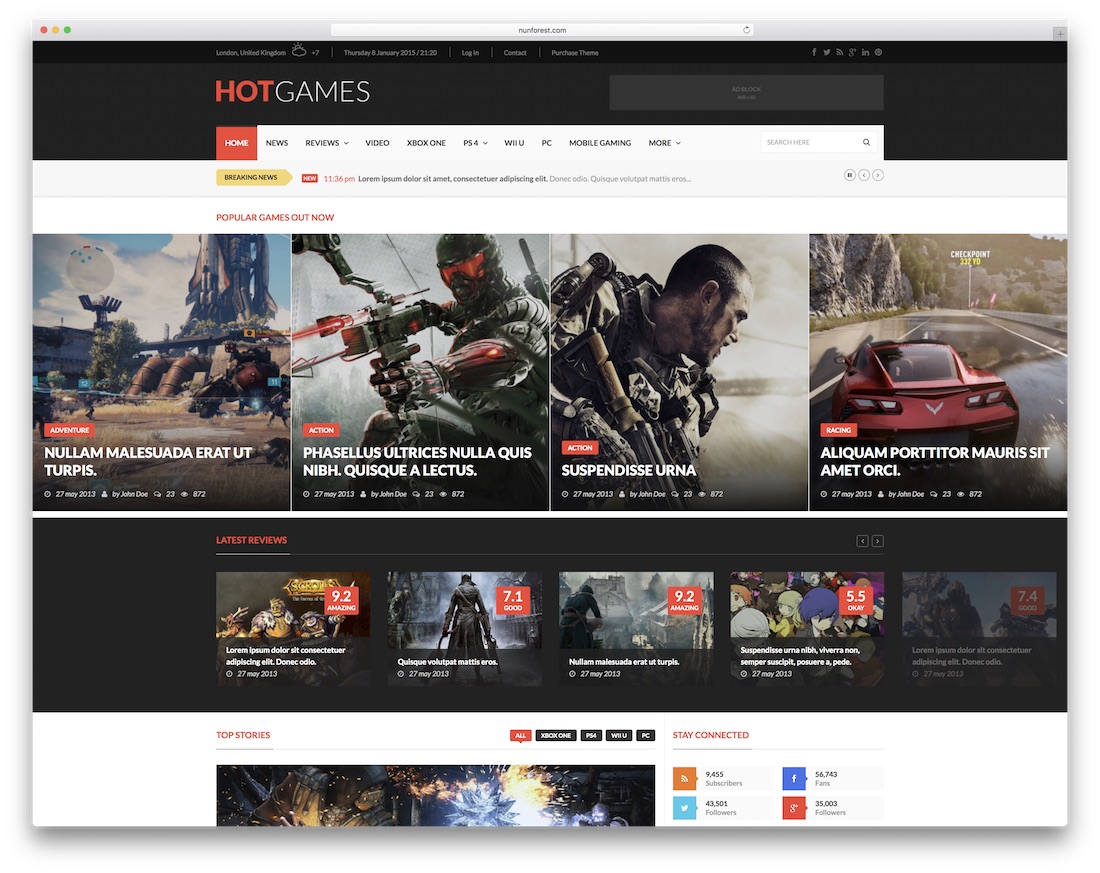 nunforest.com
London, United Kingdom +7 Thursday 8 January 2015 / 21:20 Log In Contact Purchase Theme
HOTGAMES
AD BLOCK
HOME NEWS REVIEWS VIDEO XBOX ONE PS 4 WII U PC MOBILE GAMING MORE SEARCH HERE
BREAKING NEWS NEW 11:36 pm Lorem ipsum dolor sit amet, consectetuer adipiscing elit. Donec odio. Quisque volutpat mattis eros...
POPULAR GAMES OUT NOW
12
11
ADVENTURE
NULLAM MALESUADA ERAT UT
TURPIS.
27 may 2013 by John Doe 23 872
ACTION
PHASELLUS ULTRICES NULLA QUIS
NIBH. QUISQUE A LECTUS.
27 may 2013 by John Doe 23 872
ACTION
SUSPENDISSE URNA
27 may 2013 by John Doe 23 872
CHECKPOINT
332 YD
RACING
ALIQUAM PORTTITOR MAURIS SIT
AMET ORCI.
27 may 2013 by John Doe 23 872
LATEST REVIEWS
9.2
AMAZING
Lorem ipsum dolor sit consectetuer
adipiscing elit. Donec odio.
27 may 2013
7.1
GOOD
Quisque volutpat mattis eros.
27 may 2013
9.2
AMAZING
Nullam malesuada erat ut turpis.
27 may 2013
5.5
OKAY
Suspendisse urna nibh, viverra non,
semper suscipit, posuere a, pede.
27 may 2013
7.4
GOOD
Lorem ipsum dolor sit consectetuer
adipiscing elit. Donec odio.
27 may 2013
TOP STORIES ALL XBOX ONE PS4 WII U PC
STAY CONNECTED
9,455
Subscribers
56,743
Fans
43,501
Followers
35,003
Followers